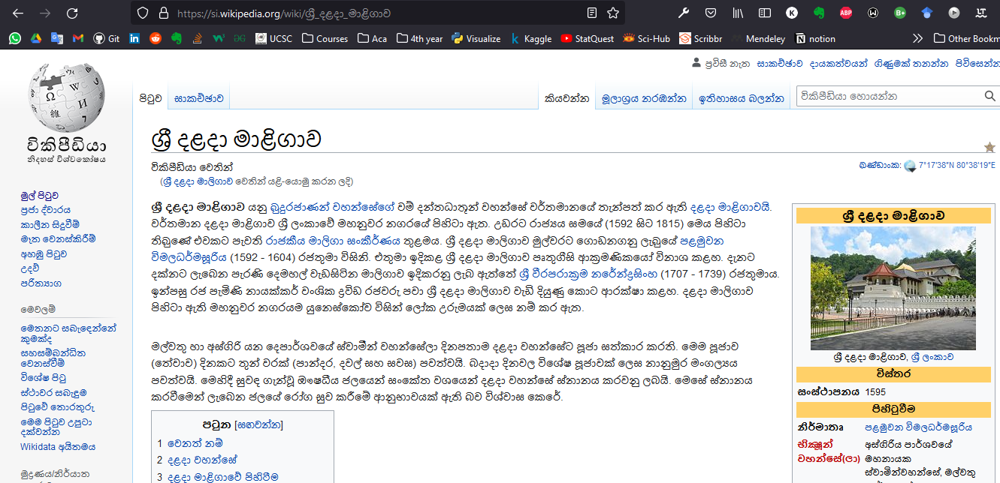 https://si.wikipedia.org/wiki/ශ්‍රී_දළදා_මාළිගාව
Git
UCSC
Courses
Aca
4th year
Visualize
Kaggle
StatQuest
Sci-Hub
Scribbr
Mendeley
notion
Other Bookm
ප්‍රවිසී නැත සාකච්ඡාව දායකත්වයන් ගිණුමක් තනන්න පිවිසෙන්න
පිටුව සාකච්ඡාව කියවන්න මූලාශ්‍රය නරඹන්න ඉතිහාසය බලන්න විකිපීඩියා හොයන්න
විකිපීඩියා
නිදහස් විශ්වකෝෂය
මුල් පිටුව
ප්‍රජා ද්වාරය
කාලීන සිදුවීම්
මෑත වෙනස්කිරීම්
අහඹු පිටුව
උදව්
පරිත්‍යාග
මෙවලම්
මෙතනට සබැඳෙන්නේ
කුමක්ද
සහසම්බන්ධිත
වෙනස්වීම්
විශේෂ පිටු
ස්ථාවර සබැඳුම
පිටුවේ තොරතුරු
මෙම පිටුව උපුටා
දක්වන්න
Wikidata අයිතමය
මුද්‍රණය/නිර්යාත
ශ්‍රී දළදා මාළිගාව
විකිපීඩියා වෙතින්
(ශ්‍රී දළදා මාලිගාව වෙතින් යළි-යොමු කරන ලදි)
ඛණ්ඩාංක: 7°17′38″N 80°38′19″E
ශ්‍රී දළදා මාළිගාව යනු බුදුරජාණන් වහන්සේගේ වම් දන්තධාතූන් වහන්සේ වර්තමානයේ තැන්පත් කර ඇති දළදා මාළිගාවයි.
වර්තමාන දළදා මාළිගාව ශ්‍රී ලංකාවේ මහනුවර නගරයේ පිහිටා ඇත. උඩරට රාජ්‍යය සමයේ (1592 සිට 1815) මෙය පිහිටා
තිබුණේ එවකට පැවති රාජකීය මාලිගා සංකීර්ණය තුළමය. ශ්‍රී දළදා මාලිගාව මුල්වරට ගොඩනගනු ලැබුයේ පළමුවන
විමලධර්මසූරිය (1592 - 1604) රජතුමා විසිනි. එතුමා ඉදිකළ ශ්‍රී දළදා මාලිගාව පෘතුගීසි ආක්‍රමණිකයෝ විනාශ කළහ. දැනට
දක්නට ලැබෙන පැරණි දෙමහල් වැඩසිටින මාලිගාව ඉදිකරනු ලැබ ඇත්තේ ශ්‍රී වීරපරාක්‍රම නරේන්ද්‍රසිංහ (1707 - 1739) රජතුමාය.
ඉන්පසු රජ පැමිණි නායක්කර් වංශික ද්‍රවිඩ රජවරු පවා ශ්‍රී දළදා මාලිගාව වැඩි දියුණු කොට ආරක්ෂා කළහ. දළදා මාලිගාව
පිහිටා ඇති මහනුවර නගරයම යුනෙස්කෝව විසින් ලෝක උරුමයක් ලෙස නම් කර ඇත.
මල්වතු හා අස්ගිරි යන දෙපාර්ශවයේ ස්වාමීන් වහන්සේලා දිනපතාම දළදා වහන්සේට පූජා සත්කාර කරති. මෙම පූජාව
(තේවාව) දිනකට තුන් වරක් (පාන්දර, දවල් සහ සවස) පවත්වයි. බදාදා දිනවල විශේෂ පූජාවක් ලෙස නානුමුර මංගල්‍යය
පවත්වයි. මෙහිදී සුවඳ ගැන්වූ ඖෂධීය ජලයෙන් සංකේත වශයෙන් දළදා වහන්සේ ස්නානය කරවනු ලබයි. මෙසේ ස්නානය
කරවීමෙන් ලැබෙන ජලයේ රෝග සුව කරීමේ ආනුභාවයක් ඇති බව විශ්වාස කෙරේ.
පටුන [සඟවන්න]
1 වෙනත් නම්
2 දළදා වහන්සේ
3 දළදා මාළිගාවේ පිහිටීම
ශ්‍රී දළදා මාළිගාව
ශ්‍රී දළදා මාළිගාව, ශ්‍රී ලංකාව
විස්තර
සංස්ථාපනය 1595
පිහිටුවීම
නිර්මාතෘ පළමුවන විමලධර්මසූරිය
භික්‍ෂූන් අස්ගිරිය පාර්ශවයේ
වහන්සේ(ලා) මහනායක
ස්වාමින්වහන්සේ, මල්වතු